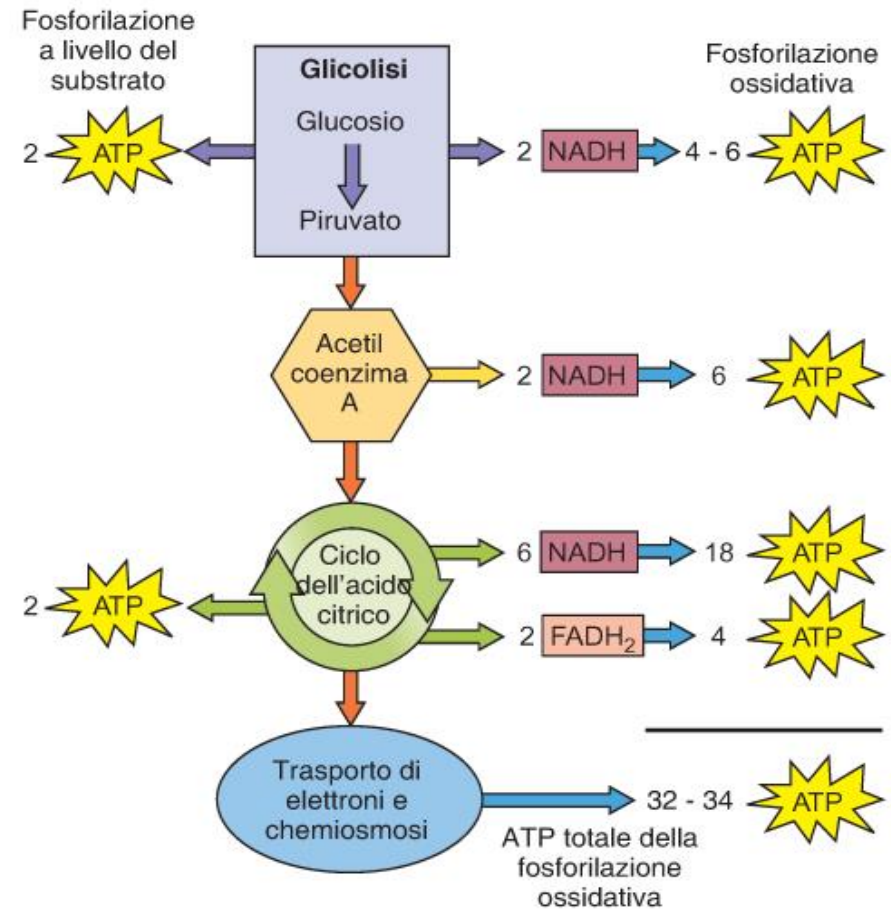 Fosforilazione
a livello del
substrato
2 ATP
Glicolisi
Glucosio
Piruvato
2 NADH 4 - 6 ATP
Fosforilazione
ossidativa
Acetil
coenzima
A
2 NADH 6 ATP
Ciclo
dell'acido
citrico
2 ATP
6 NADH 18 ATP
2 FADH₂ 4 ATP
Trasporto di
elettroni e
chemiosmosi
32 - 34 ATP
ATP totale della
fosforilazione
ossidativa